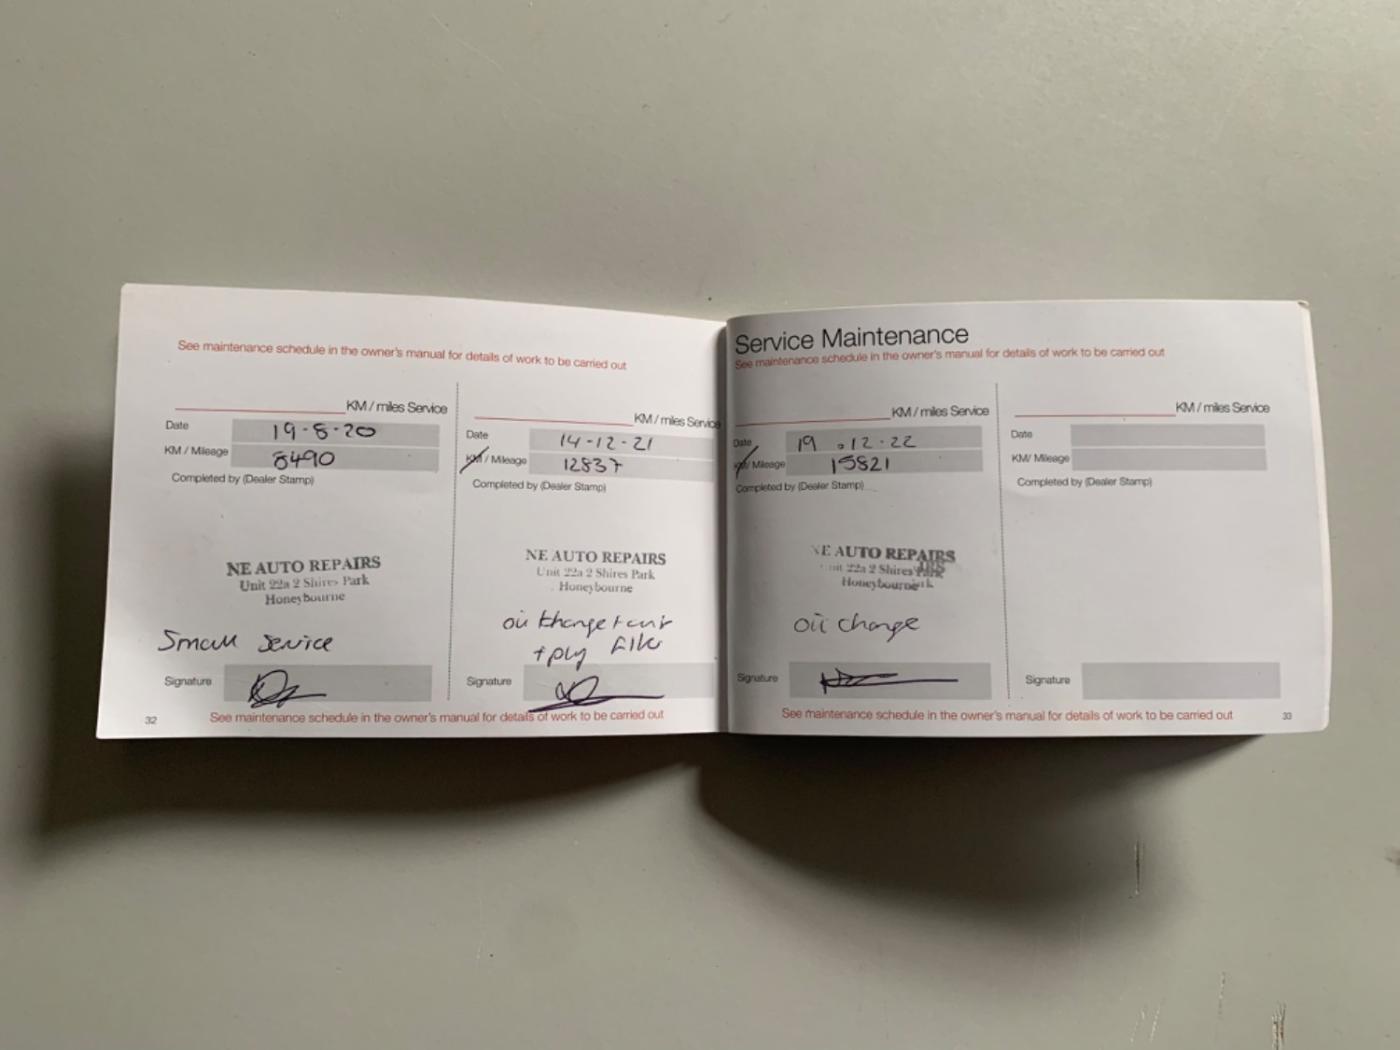 See maintenance schedule in the owner's manual for details of work to be carried out
KM / miles Service
Date 19-8-20
KM / Mileage 8490
Completed by (Dealer Stamp)
NE AUTO REPAIRS
Unit 22a 2 Shires Park
Honeybourne
Small Service
Signature
32
KM / miles Service
Date 14-12-21
KM / Mileage 12837
Completed by (Dealer Stamp)
NE AUTO REPAIRS
Unit 22a 2 Shires Park
Honeybourne
oil
Signature
See maintenance schedule in the owner's manual for details of work to be carried out
Service Maintenance
See maintenance schedule in the owner's manual for details of work to be carried out
KM / miles Service
Date 19.12.22
KM/ Mileage 15821
Completed by (Dealer Stamp)
NE AUTO REPAIRS
22a 2 Shires
Honeybourne
oil change
Signature
KM / miles Service
Date
KM/ Mileage
Completed by (Dealer Stamp)
Signature
See maintenance schedule in the owner's manual for details of work to be carried out
33